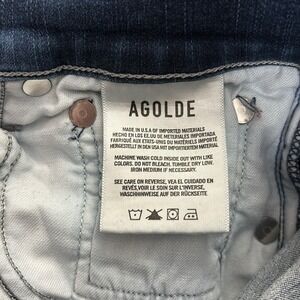 AGOLDE
MADE IN U.S.A OF IMPORTED MATERIALS
HECHO EN LOS EE.UU DE MATERIALES IMPORTADA
FABRIQUÉ AUX ETATS-UNIS DU MATÉRIELS IMPORTÉ
HERGESTELLT IN DEN USA MIT IMPORTIERTEN MATERIALEN
MACHINE WASH COLD INSIDE OUT WITH LIKE
COLORS. DO NOT BLEACH, TUMBLE DRY LOW
IRON MEDIUM IF NECESSARY.
SEE CARE ON REVERSE, VEA EL CUIDADO EN
REVÉS, VOIR LE SOIN SUR L'INVERSE,
WASCHHINWEISE AUF DER RÜCKSEITE